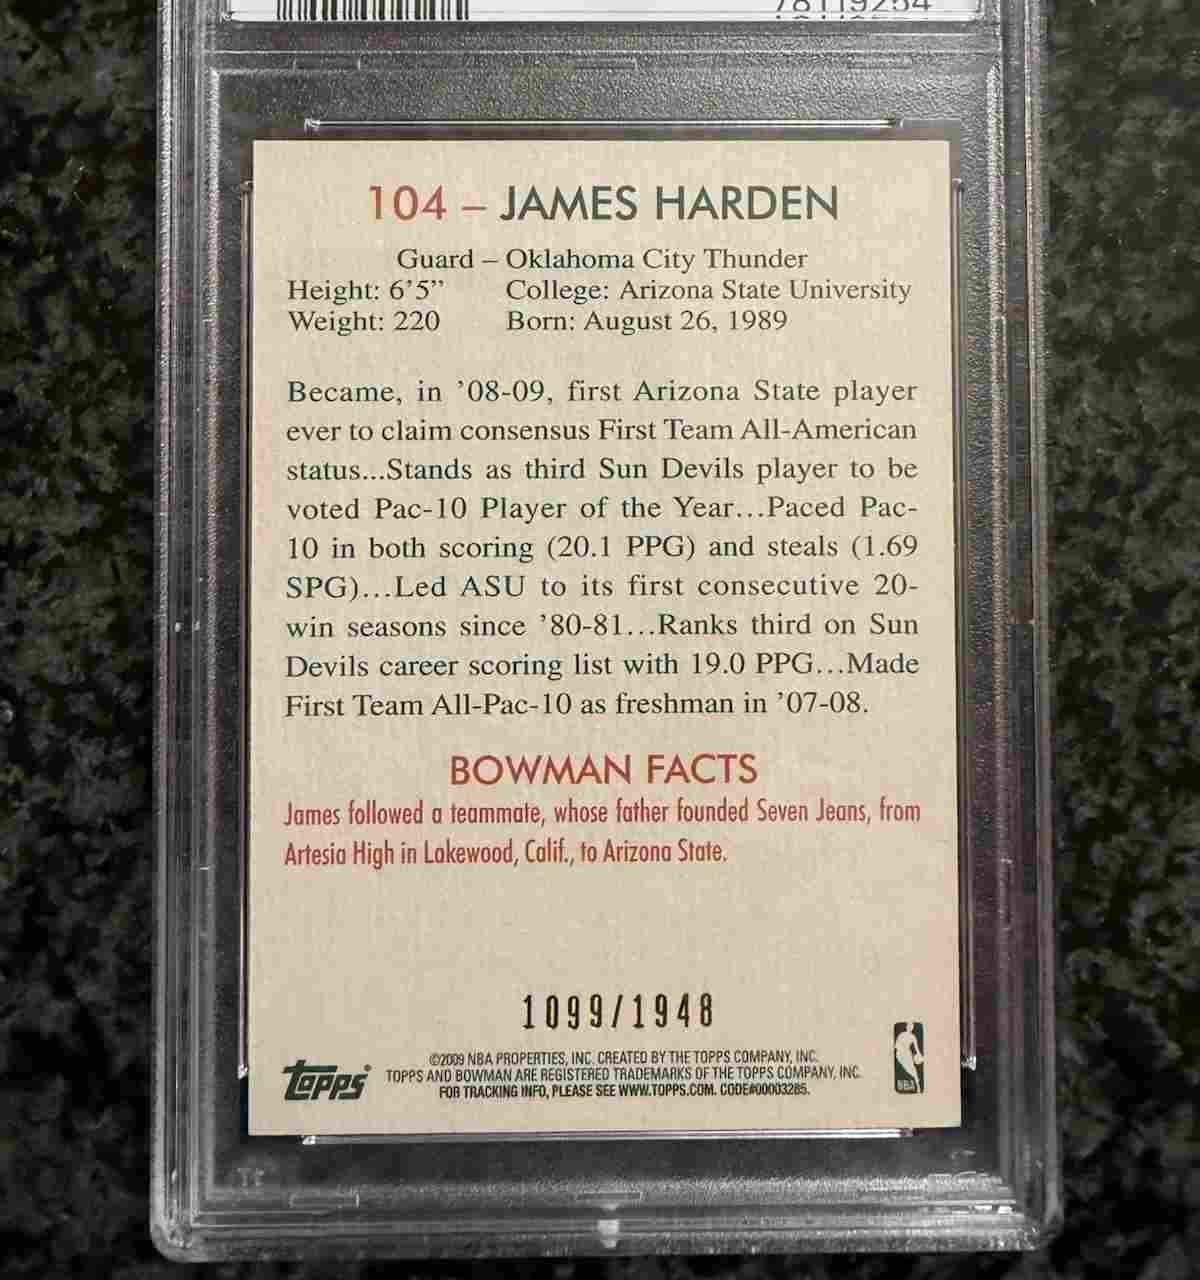 78119254
104 – JAMES HARDEN
Guard – Oklahoma City Thunder
Height: 6'5” College: Arizona State University
Weight: 220 Born: August 26, 1989
Became, in ’08-09, first Arizona State player
ever to claim consensus First Team All-American
status...Stands as third Sun Devils player to be
voted Pac-10 Player of the Year...Paced Pac-
10 in both scoring (20.1 PPG) and steals (1.69
SPG)...Led ASU to its first consecutive 20-
win seasons since ’80-81...Ranks third on Sun
Devils career scoring list with 19.0 PPG...Made
First Team All-Pac-10 as freshman in ’07-08.
BOWMAN FACTS
James followed a teammate, whose father founded Seven Jeans, from
Artesia High in Lakewood, Calif., to Arizona State.
1099/1948
©2009 NBA PROPERTIES, INC. CREATED BY THE TOPPS COMPANY, INC.
TOPPS AND BOWMAN ARE REGISTERED TRADEMARKS OF THE TOPPS COMPANY, INC.
FOR TRACKING INFO, PLEASE SEE WWW.TOPPS.COM. CODE#00003285.
topps
NBA